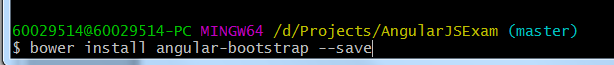 60029514@60029514-PC MINGW64 /d/Projects/AngularJSExam (master)
$ bower install angular-bootstrap --save